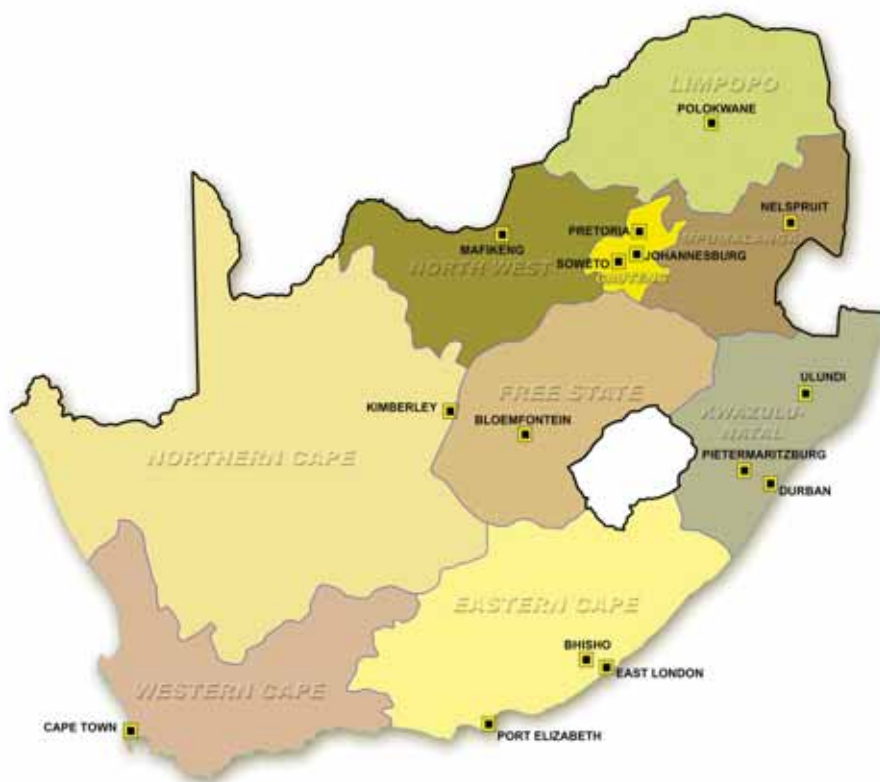 LIMPOPO
POLOKWANE
NELSPRUIT
PRETORIA
MPUMALANGA
MAFIKENG
NORTH WEST
SOWETO
JOHANNESBURG
GAUTENG
ULUNDI
KIMBERLEY
FREE STATE
BLOEMFONTEIN
KWAZULU-
NATAL
NORTHERN CAPE
PIETERMARITZBURG
DURBAN
EASTERN CAPE
BHISHO
EAST LONDON
WESTERN CAPE
CAPE TOWN
PORT ELIZABETH